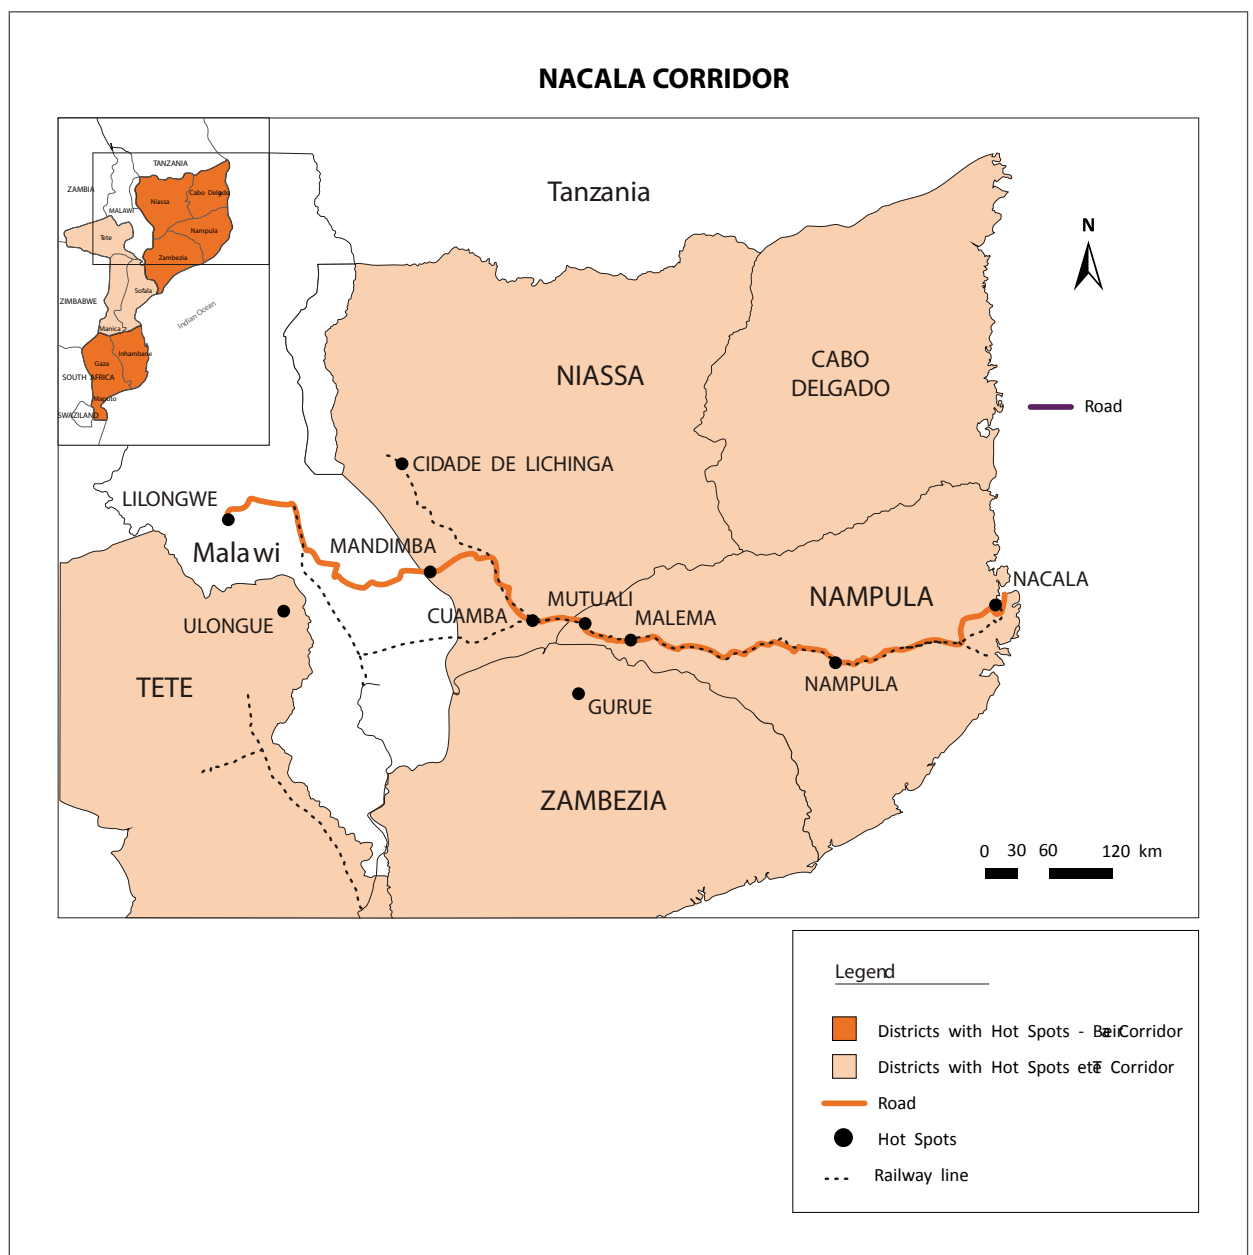 NACALA CORRIDOR
TANZANIA
ZAMBIA
Cabo Delgado
Niassa
MALAWI
Nampula
Tete
Zambezia
Sofala
ZIMBABWE
Indian Ocean
Manica
Inhambane
Gaza
SOUTH AFRICA
Maputo
SWAZILAND
Tanzania
N
NIASSA
CABO
DELGADO
Road
CIDADE DE LICHINGA
LILONGWE
Malawi
MANDIMBA
NACALA
MUTUALI
NAMPULA
CUAMBA
MALEMA
ULONGUE
TETE
NAMPULA
GURUE
ZAMBEZIA
0 30 60 120 km
Legend
Districts with Hot Spots - Beira Corridor
Districts with Hot Spots Tete Corridor
Road
Hot Spots
Railway line